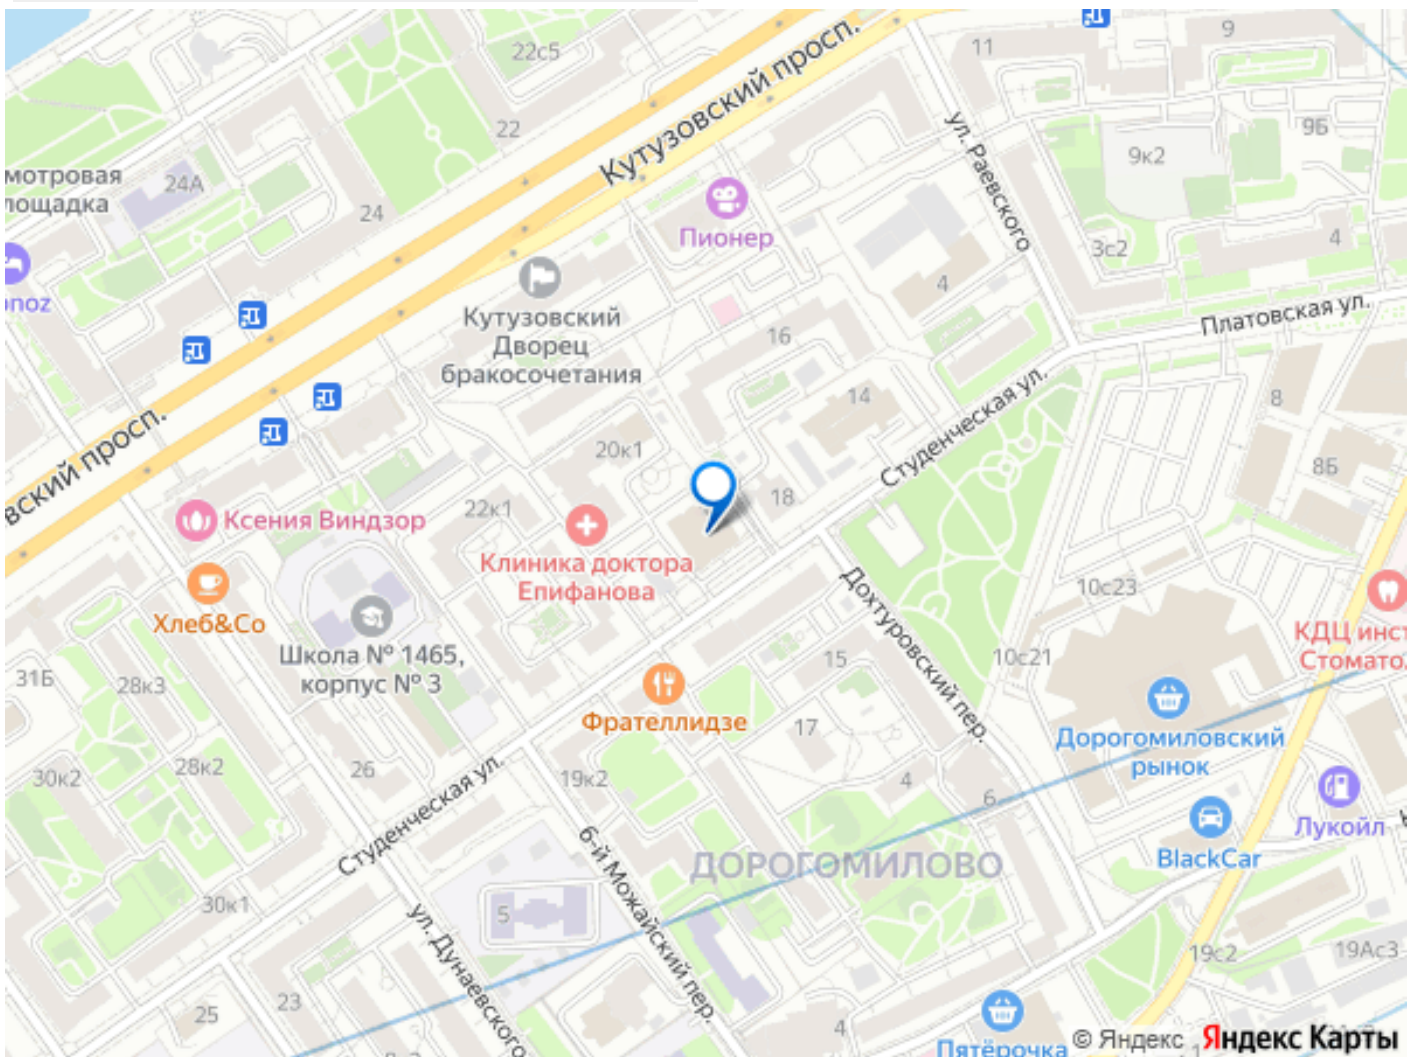 22с5
11
9
Кутузовский просп.
22
ул. Раевского
9Б
9к2
мотровая
лощадка
24А
24
Пионер
3с2
4
4
noz
Кутузовский
Дворец
бракосочетания
16
Платовская ул.
вский просп.
14
Студенческая ул.
8
20к1
8Б
18
22к1
Ксения Виндзор
Клиника доктора
Епифанова
Дохтуровский пер.
10с23
Хлеб&Co
КДЦ инст
Стомато.
Школа № 1465,
корпус № 3
31Б
28к3
15
10с21
Фрателлидзе
17
Дорогомиловский
рынок
30к2
28к2
26
19к2
4
6
Студенческая ул.
6-й Можайский пер.
Лукойл
BlackCar
ДОРОГОМИЛОВО
30к1
5
ул. Дунаевского
19с2
19Ас3
23
25
4
Пятёрочка
© Яндекс
Яндекс Карты